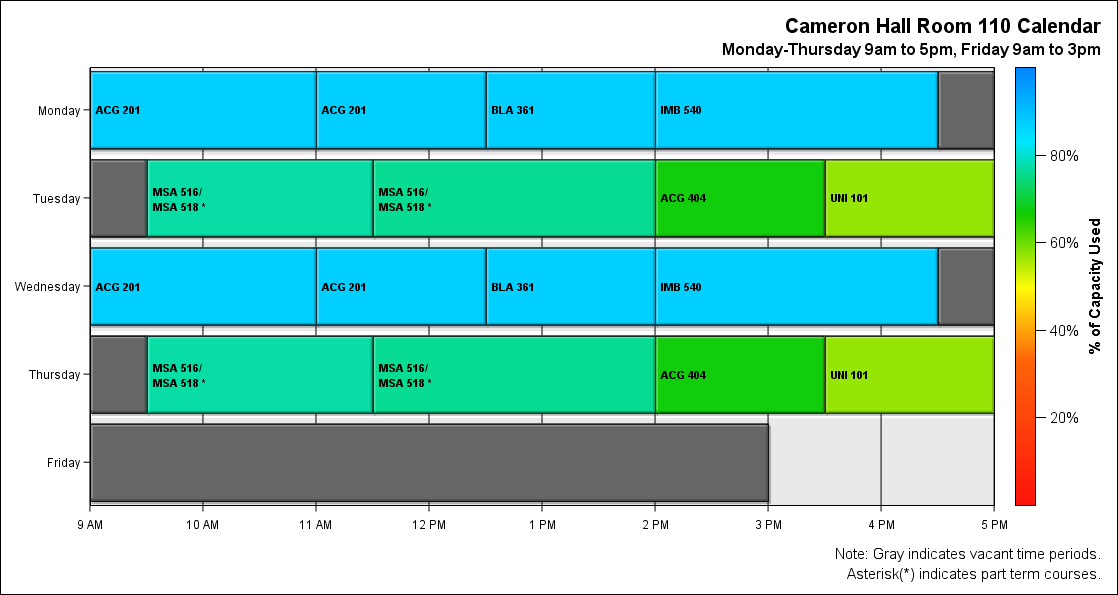 Cameron Hall Room 110 Calendar
Monday-Thursday 9am to 5pm, Friday 9am to 3pm
Monday
ACG 201
ACG 201
BLA 361
IMB 540
Tuesday
MSA 516/
MSA 518 *
MSA 516/
MSA 518 *
ACG 404
UNI 101
Wednesday
ACG 201
ACG 201
BLA 361
IMB 540
Thursday
MSA 516/
MSA 518 *
MSA 516/
MSA 518 *
ACG 404
UNI 101
Friday
9 AM
10 AM
11 AM
12 PM
1 PM
2 PM
3 PM
4 PM
5 PM
80%
60%
40%
20%
% of Capacity Used
Note: Gray indicates vacant time periods.
Asterisk(*) indicates part term courses.